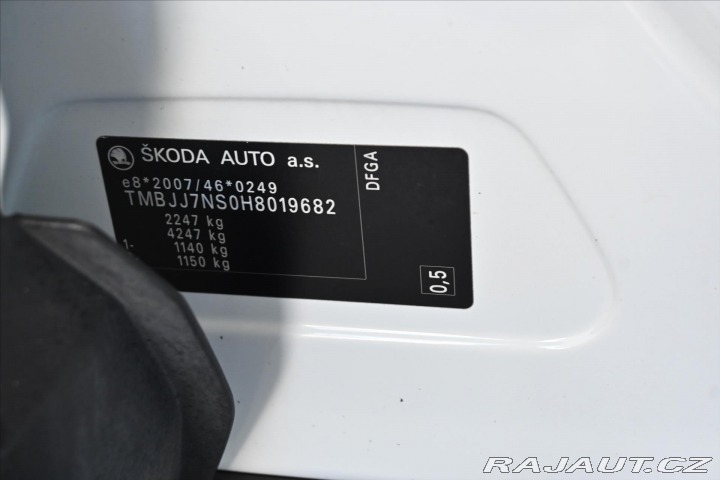 ŠKODA AUTO a.s.
e8*2007/46*0249
TMBJJ7NS0H8019682
2247 kg
4247 kg
1- 1140 kg
1150 kg
DFGA
0,5
RAJAUT.CZ